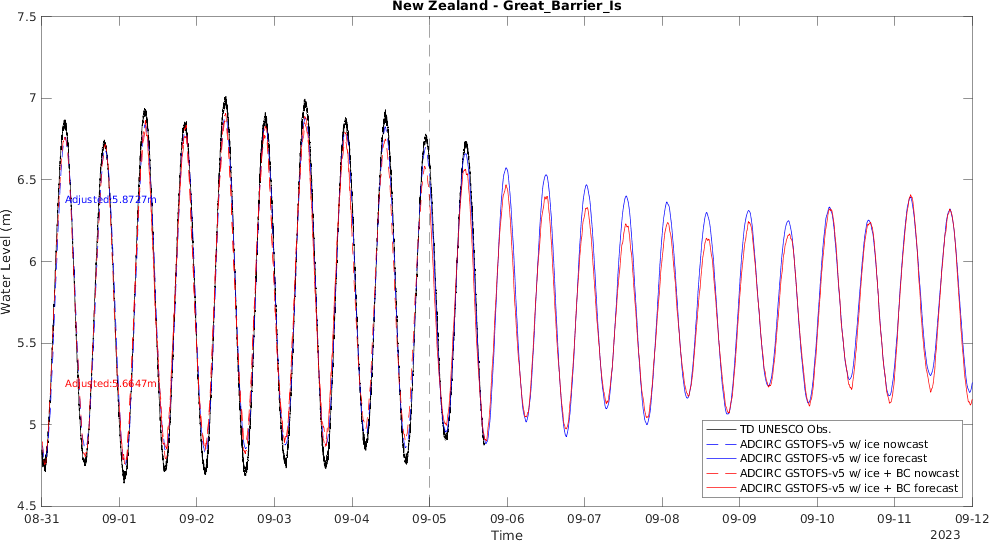 New Zealand - Great_Barrier_Is
7.5
7
6.5
6
5.5
5
4.5
Water Level (m)
Adjusted:5.8727m
Adjusted:5.6647m
TD UNESCO Obs.
ADCIRC GSTOFS-v5 w/ ice nowcast
ADCIRC GSTOFS-v5 w/ ice forecast
ADCIRC GSTOFS-v5 w/ ice + BC nowcast
ADCIRC GSTOFS-v5 w/ ice + BC forecast
08-31 09-01 09-02 09-03 09-04 09-05 09-06 09-07 09-08 09-09 09-10 09-11 09-12
Time
2023